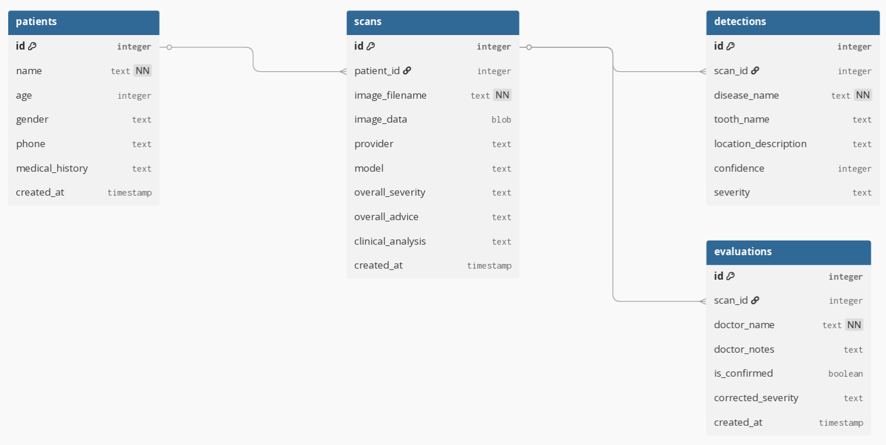 patients
id integer
name text NN
age integer
gender text
phone text
medical_history text
created_at timestamp
scans
id integer
patient_id integer
image_filename text NN
image_data blob
provider text
model text
overall_severity text
overall_advice text
clinical_analysis text
created_at timestamp
detections
id integer
scan_id integer
disease_name text NN
tooth_name text
location_description text
confidence integer
severity text
evaluations
id integer
scan_id integer
doctor_name text NN
doctor_notes text
is_confirmed boolean
corrected_severity text
created_at timestamp